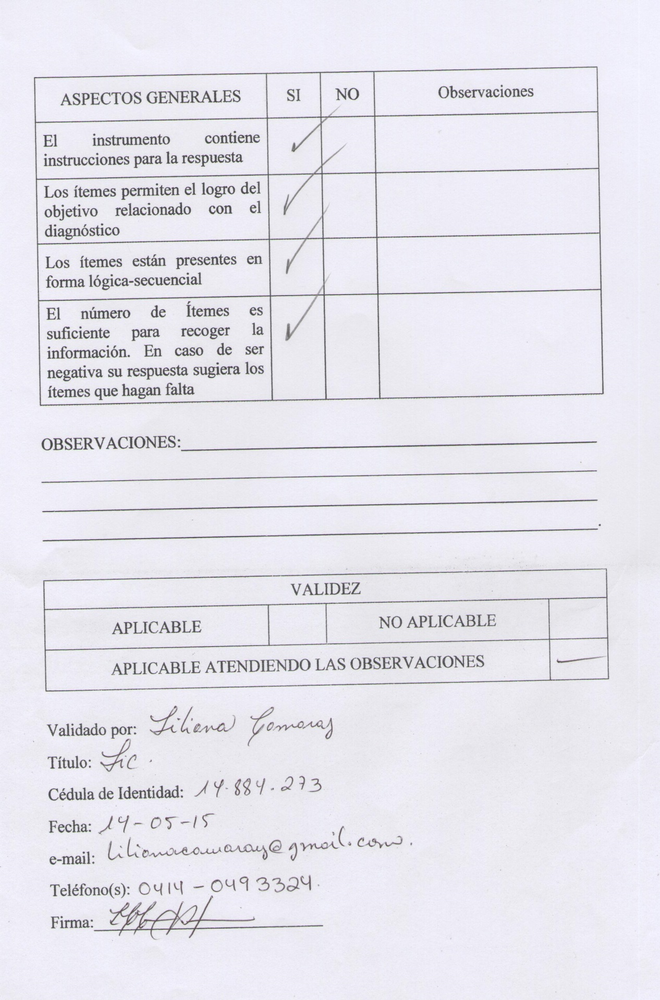 ASPECTOS GENERALES SI NO Observaciones
El instrumento contiene
instrucciones para la respuesta
Los ítemes permiten el logro del
objetivo relacionado con el
diagnóstico
Los ítemes están presentes en
forma lógica-secuencial
El número de Ítemes es
suficiente para recoger la
información. En caso de ser
negativa su respuesta sugiera los
ítemes que hagan falta
OBSERVACIONES:
VALIDEZ
APLICABLE NO APLICABLE
APLICABLE ATENDIENDO LAS OBSERVACIONES
Validado por: Liliana Camaray
Título: Lic.
Cédula de Identidad: 14.884.273
Fecha: 14-05-15
e-mail: lilianacamaray@gmail.com.
Teléfono(s): 0414-0493324.
Firma: